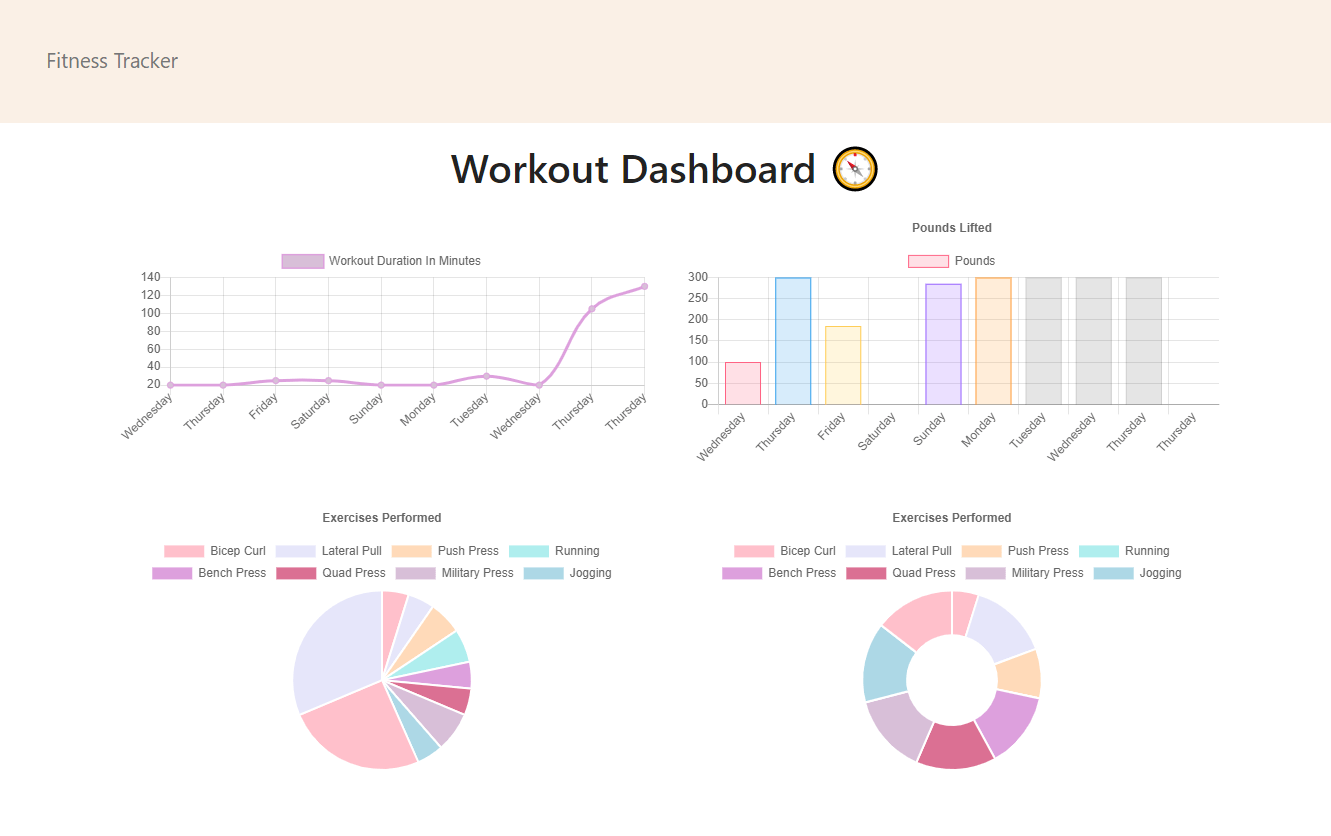 Fitness Tracker
Workout Dashboard
Workout Duration In Minutes
140
120
100
80
60
40
20
Wednesday Thursday Friday Saturday Sunday Monday Tuesday Wednesday Thursday Thursday
Pounds Lifted
Pounds
300
250
200
150
100
50
0
Wednesday Thursday Friday Saturday Sunday Monday Tuesday Wednesday Thursday Thursday
Exercises Performed
Bicep Curl Lateral Pull Push Press Running
Bench Press Quad Press Military Press Jogging
Exercises Performed
Bicep Curl Lateral Pull Push Press Running
Bench Press Quad Press Military Press Jogging